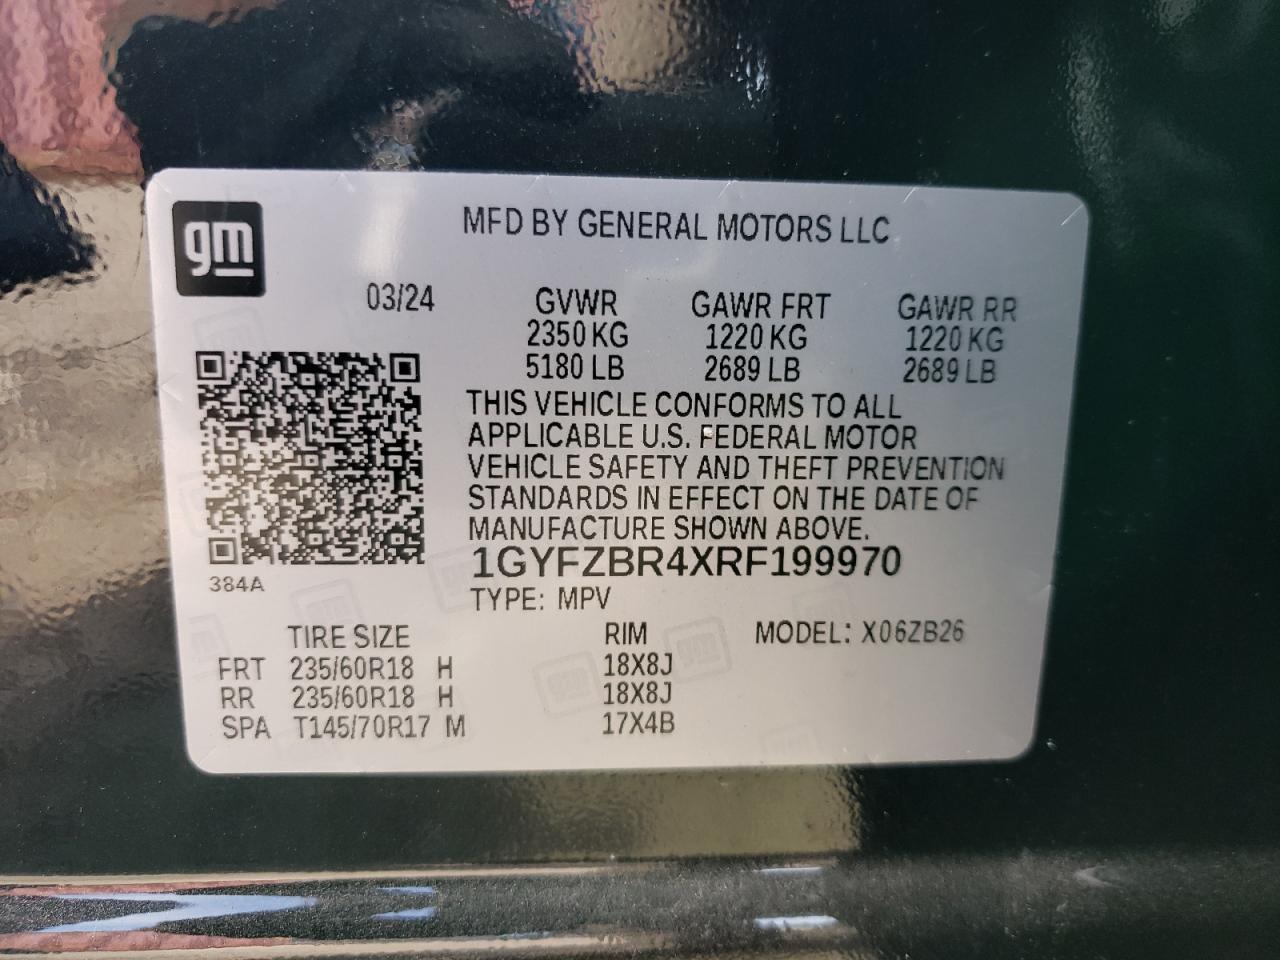 gm
MFD BY GENERAL MOTORS LLC
03/24 GVWR GAWR FRT GAWR RR
2350 KG 1220 KG 1220 KG
5180 LB 2689 LB 2689 LB
THIS VEHICLE CONFORMS TO ALL
APPLICABLE U.S. FEDERAL MOTOR
VEHICLE SAFETY AND THEFT PREVENTION
STANDARDS IN EFFECT ON THE DATE OF
MANUFACTURE SHOWN ABOVE.
1GYFZBR4XRF199970
384A
TYPE: MPV
TIRE SIZE RIM MODEL: X06ZB26
FRT 235/60R18 H 18X8J
RR 235/60R18 H 18X8J
SPA T145/70R17 M 17X4B